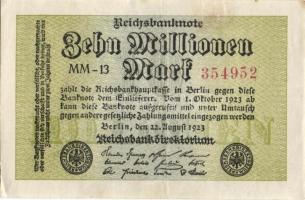 Reichsbanknote
Zehn Millionen
Mark
MM-13
354952
zahlt die Reichsbankhauptkasse in Berlin gegen diese
Banknote dem Einlieferer. Vom 1. Oktober 1923 ab
kann diese Banknote aufgerufen und unter Umtausch
gegen andere gesetzliche Zahlungsmittel eingezogen werden
Berlin, den 22. August 1923
Reichsbankdirektorium